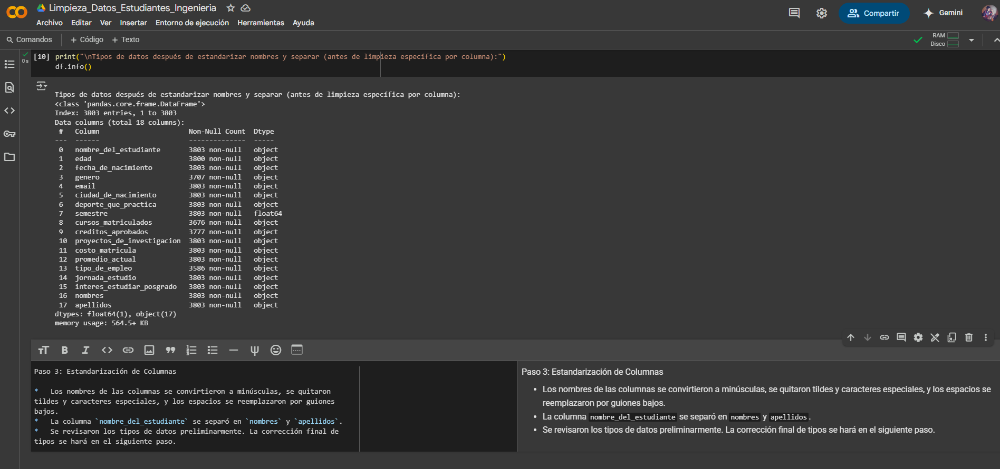 Limpieza_Datos_Estudiantes_Ingenieria
Archivo Editar Ver Insertar Entorno de ejecución Herramientas Ayuda
Compartir
Gemini
Comandos + Código + Texto
RAM
Disco
0 s
[10] print("\nTipos de datos después de estandarizar nombres y separar (antes de limpieza específica por columna):")
df.info()
Tipos de datos después de estandarizar nombres y separar (antes de limpieza específica por columna):
<class 'pandas.core.frame.DataFrame'>
Index: 3803 entries, 1 to 3803
Data columns (total 18 columns):
# Column Non-Null Count Dtype
--- ------ -------------- -----
0 nombre_del_estudiante 3803 non-null object
1 edad 3800 non-null object
2 fecha_de_nacimiento 3803 non-null object
3 genero 3707 non-null object
4 email 3803 non-null object
5 ciudad_de_nacimiento 3803 non-null object
6 deporte_que_practica 3803 non-null object
7 semestre 3803 non-null float64
8 cursos_matriculados 3676 non-null object
9 creditos_aprobados 3777 non-null object
10 proyectos_de_investigacion 3803 non-null object
11 costo_matricula 3803 non-null object
12 promedio_actual 3803 non-null object
13 tipo_de_empleo 3586 non-null object
14 jornada_estudio 3803 non-null object
15 interes_estudiar_posgrado 3803 non-null object
16 nombres 3803 non-null object
17 apellidos 3803 non-null object
dtypes: float64(1), object(17)
memory usage: 564.5+ KB
Paso 3: Estandarización de Columnas
* Los nombres de las columnas se convirtieron a minúsculas, se quitaron
tildes y caracteres especiales, y los espacios se reemplazaron por guiones
bajos.
* La columna `nombre_del_estudiante` se separó en `nombres` y `apellidos`.
* Se revisaron los tipos de datos preliminarmente. La corrección final de
tipos se hará en el siguiente paso.
Paso 3: Estandarización de Columnas
• Los nombres de las columnas se convirtieron a minúsculas, se quitaron tildes y caracteres especiales, y los espacios se
reemplazaron por guiones bajos.
• La columna nombre_del_estudiante se separó en nombres y apellidos.
• Se revisaron los tipos de datos preliminarmente. La corrección final de tipos se hará en el siguiente paso.